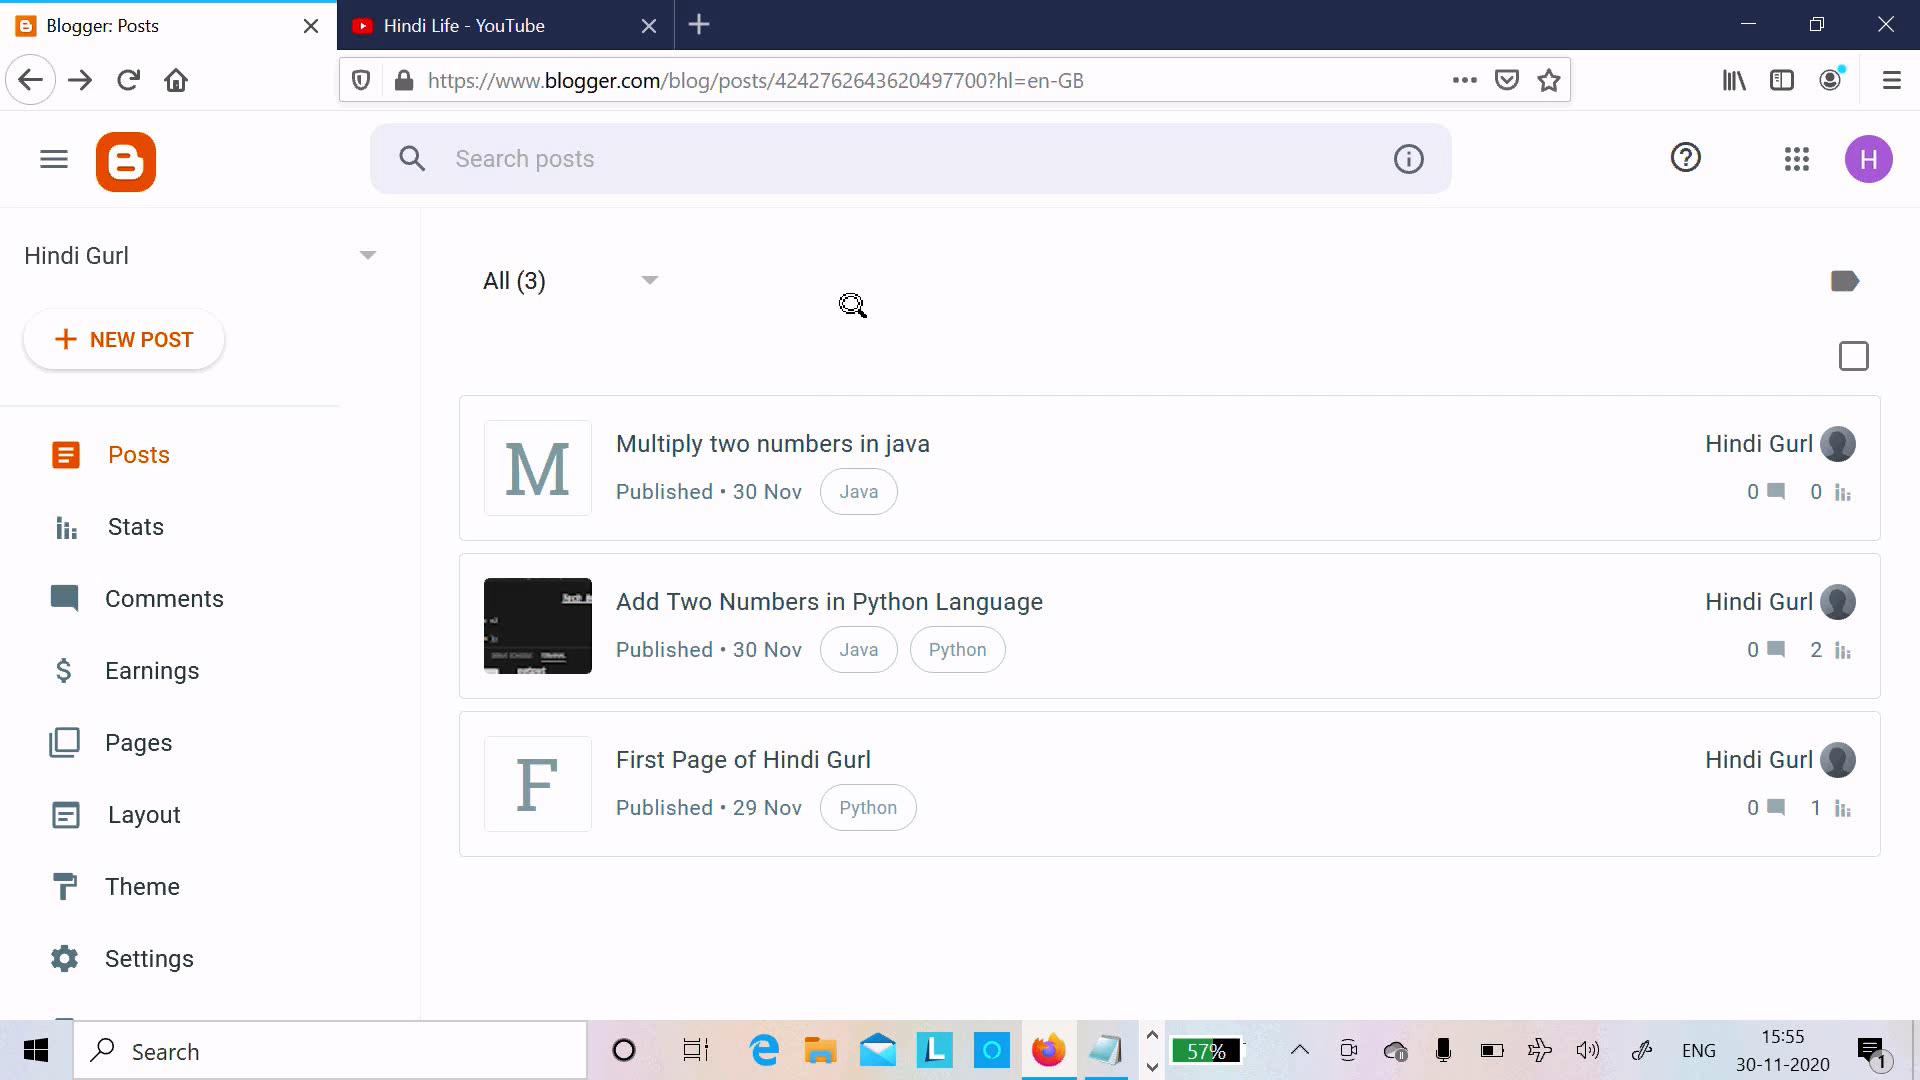 Blogger: Posts
Hindi Life - YouTube
https://www.blogger.com/blog/posts/4242762643620497700?hl=en-GB
Search posts
H
Hindi Gurl
All (3)
NEW POST
Posts
Stats
Comments
Earnings
Pages
Layout
Theme
Settings
M
Multiply two numbers in java
Hindi Gurl
Published • 30 Nov
Java
0
0
Add Two Numbers in Python Language
Hindi Gurl
Published • 30 Nov
Java
Python
0
2
F
First Page of Hindi Gurl
Hindi Gurl
Published • 29 Nov
Python
0
1
Search
L
57%
ENG
15:55
30-11-2020
1